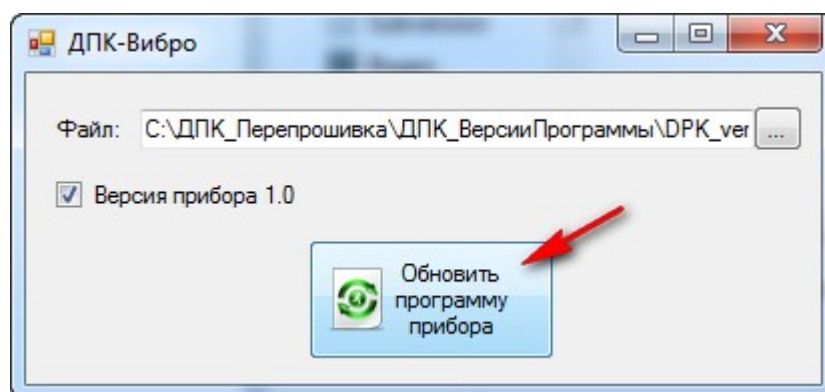 ДПК-Вибро
Файл: C:\ДПК_Перепрошивка\ДПК_ВерсииПрограммы\DPK_ver ...
Версия прибора 1.0
Обновить
программу
прибора